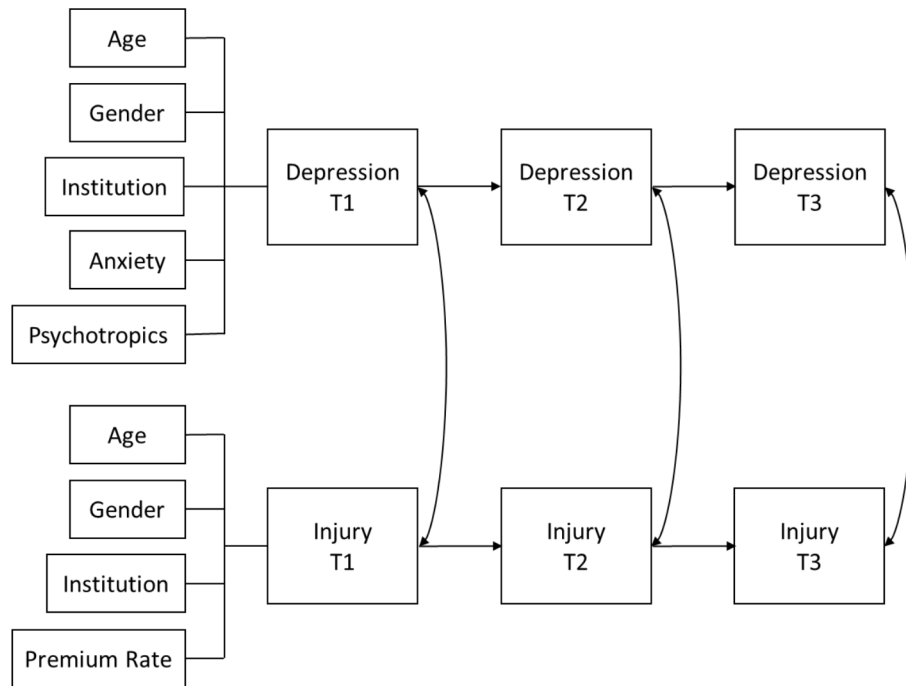 Age
Gender
Institution
Anxiety
Psychotropics
Depression
T1
Depression
T2
Depression
T3
Age
Gender
Institution
Premium Rate
Injury
T1
Injury
T2
Injury
T3